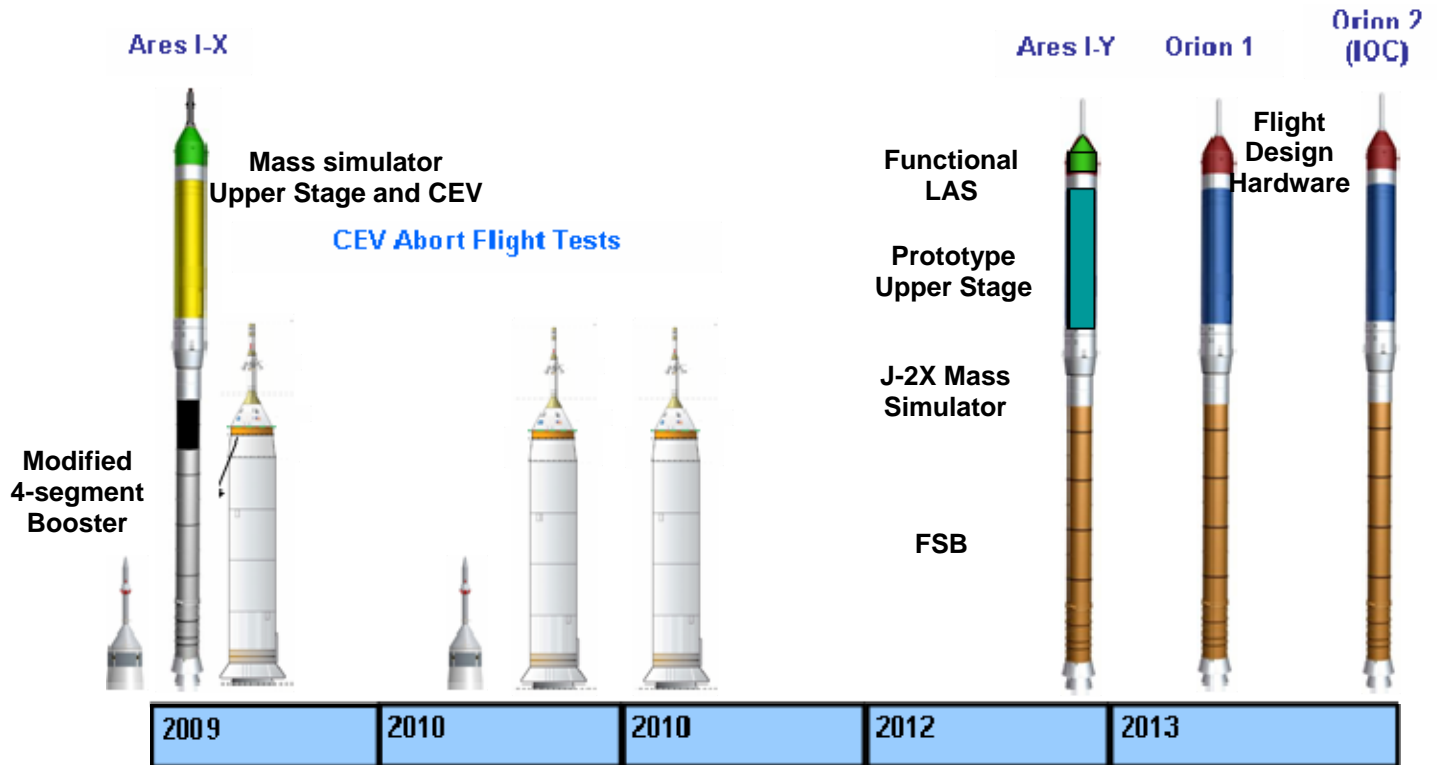 Ares I-X
Ares I-Y
Orion 1
Orion 2
(IOC)
Mass simulator
Upper Stage and CEV
CEV Abort Flight Tests
Functional
LAS
Flight
Design
Hardware
Prototype
Upper Stage
J-2X Mass
Simulator
Modified
4-segment
Booster
FSB
2009
2010
2010
2012
2013